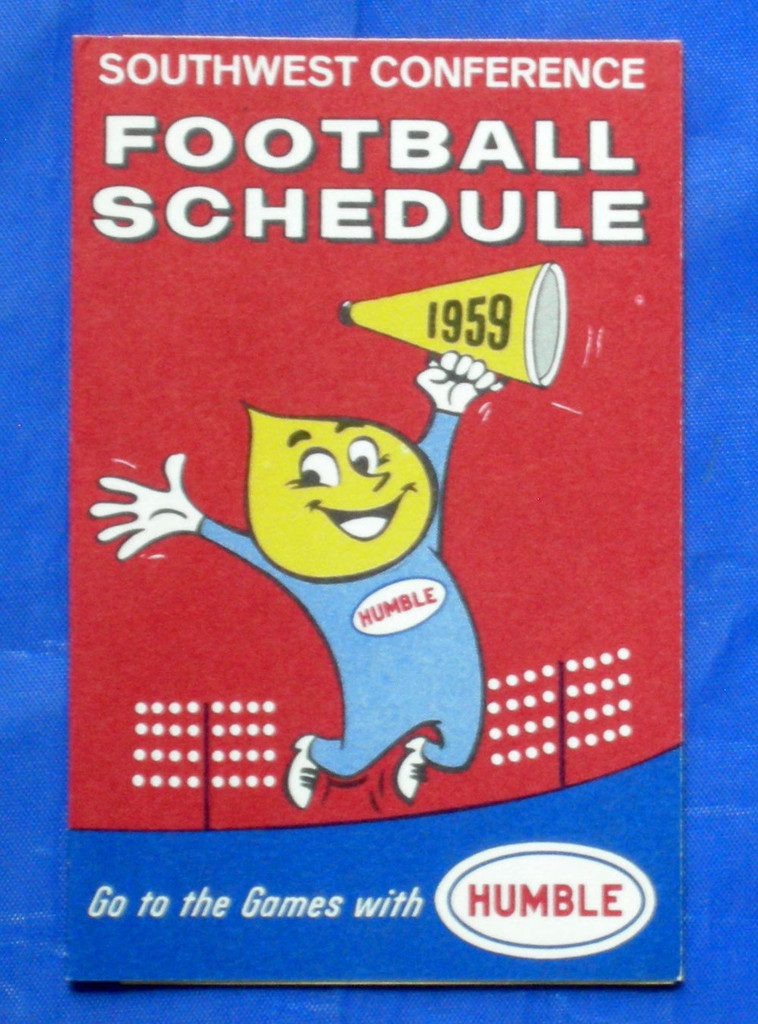 SOUTHWEST CONFERENCE
FOOTBALL
SCHEDULE
1959
HUMBLE
Go to the Games with HUMBLE